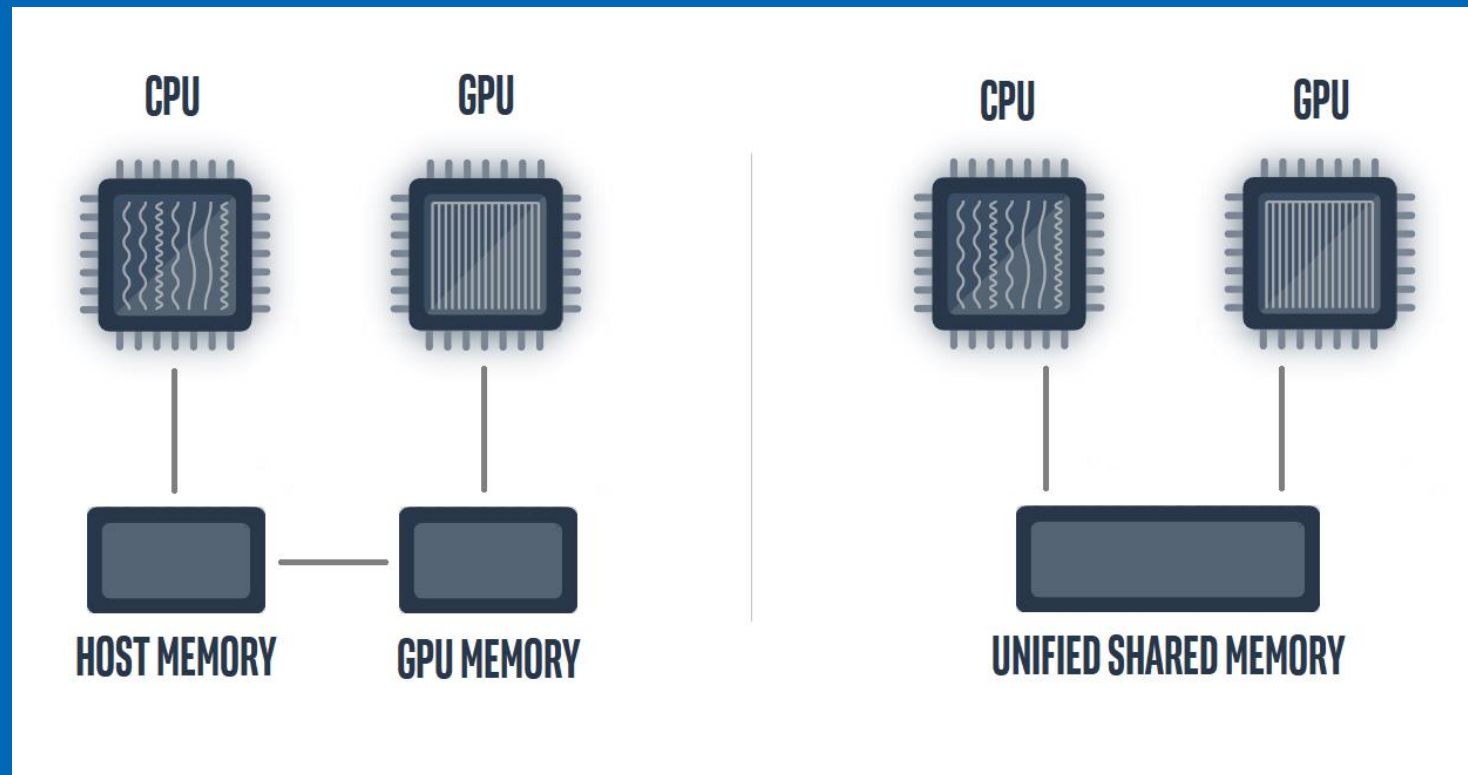 CPU
GPU
HOST MEMORY
GPU MEMORY
CPU
GPU
UNIFIED SHARED MEMORY